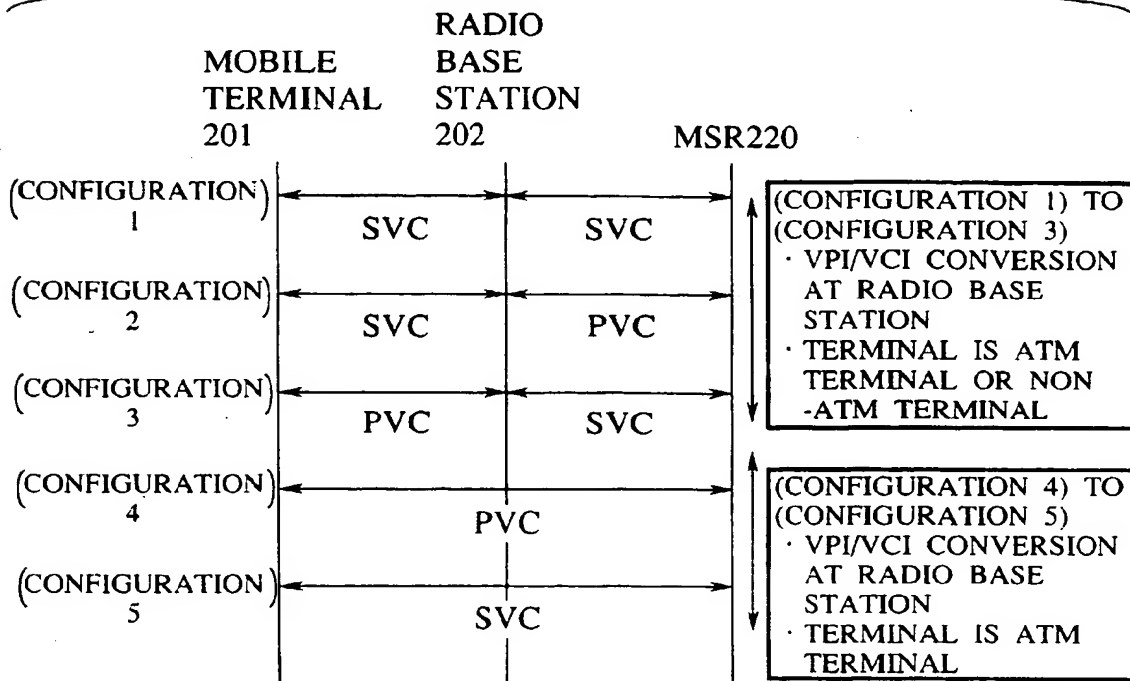 MOBILE
TERMINAL
201
RADIO
BASE
STATION
202
MSR220
(CONFIGURATION)
1
SVC
SVC
(CONFIGURATION)
2
SVC
PVC
(CONFIGURATION)
3
PVC
SVC
(CONFIGURATION)
4
PVC
(CONFIGURATION)
5
SVC
(CONFIGURATION 1) TO
(CONFIGURATION 3)
· VPI/VCI CONVERSION
AT RADIO BASE
STATION
· TERMINAL IS ATM
TERMINAL OR NON
-ATM TERMINAL
(CONFIGURATION 4) TO
(CONFIGURATION 5)
· VPI/VCI CONVERSION
AT RADIO BASE
STATION
· TERMINAL IS ATM
TERMINAL